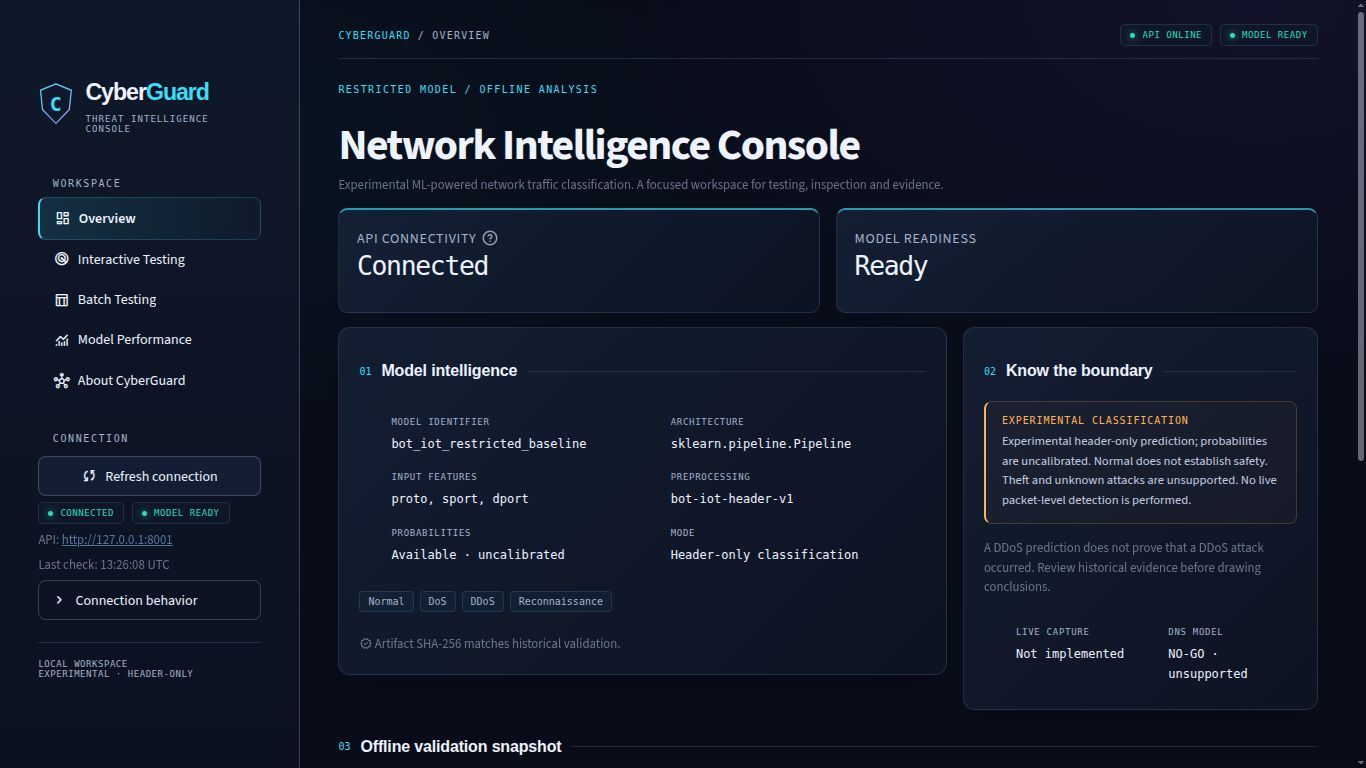 C
CyberGuard
THREAT INTELLIGENCE
CONSOLE
WORKSPACE
Overview
Interactive Testing
Batch Testing
Model Performance
About CyberGuard
CONNECTION
Refresh connection
CONNECTED
MODEL READY
API: http://127.0.0.1:8001
Last check: 13:26:08 UTC
Connection behavior
LOCAL WORKSPACE
EXPERIMENTAL · HEADER-ONLY
CYBERGUARD / OVERVIEW
API ONLINE
MODEL READY
RESTRICTED MODEL / OFFLINE ANALYSIS
Network Intelligence Console
Experimental ML-powered network traffic classification. A focused workspace for testing, inspection and evidence.
API CONNECTIVITY ?
Connected
MODEL READINESS
Ready
01 Model intelligence
MODEL IDENTIFIER
bot_iot_restricted_baseline
ARCHITECTURE
sklearn.pipeline.Pipeline
INPUT FEATURES
proto, sport, dport
PREPROCESSING
bot-iot-header-v1
PROBABILITIES
Available · uncalibrated
MODE
Header-only classification
Normal
DoS
DDoS
Reconnaissance
Artifact SHA-256 matches historical validation.
02 Know the boundary
EXPERIMENTAL CLASSIFICATION
Experimental header-only prediction; probabilities
are uncalibrated. Normal does not establish safety.
Theft and unknown attacks are unsupported. No live
packet-level detection is performed.
A DDoS prediction does not prove that a DDoS attack
occurred. Review historical evidence before drawing
conclusions.
LIVE CAPTURE
Not implemented
DNS MODEL
NO-GO ·
unsupported
03 Offline validation snapshot